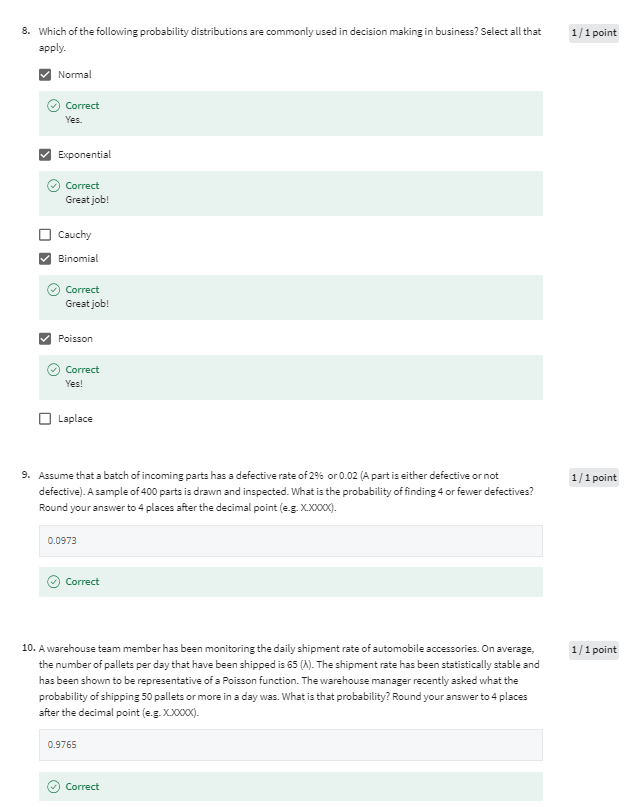 8. Which of the following probability distributions are commonly used in decision making in business? Select all that
apply.
1 / 1 point
Normal
Correct
Yes.
Exponential
Correct
Great job!
Cauchy
Binomial
Correct
Great job!
Poisson
Correct
Yes!
Laplace
9. Assume that a batch of incoming parts has a defective rate of 2% or 0.02 (A part is either defective or not
defective). A sample of 400 parts is drawn and inspected. What is the probability of finding 4 or fewer defectives?
Round your answer to 4 places after the decimal point (e.g. X.XXXX).
1 / 1 point
0.0973
Correct
10. A warehouse team member has been monitoring the daily shipment rate of automobile accessories. On average,
the number of pallets per day that have been shipped is 65 (λ). The shipment rate has been statistically stable and
has been shown to be representative of a Poisson function. The warehouse manager recently asked what the
probability of shipping 50 pallets or more in a day was. What is that probability? Round your answer to 4 places
after the decimal point (e.g. X.XXXX).
1 / 1 point
0.9765
Correct